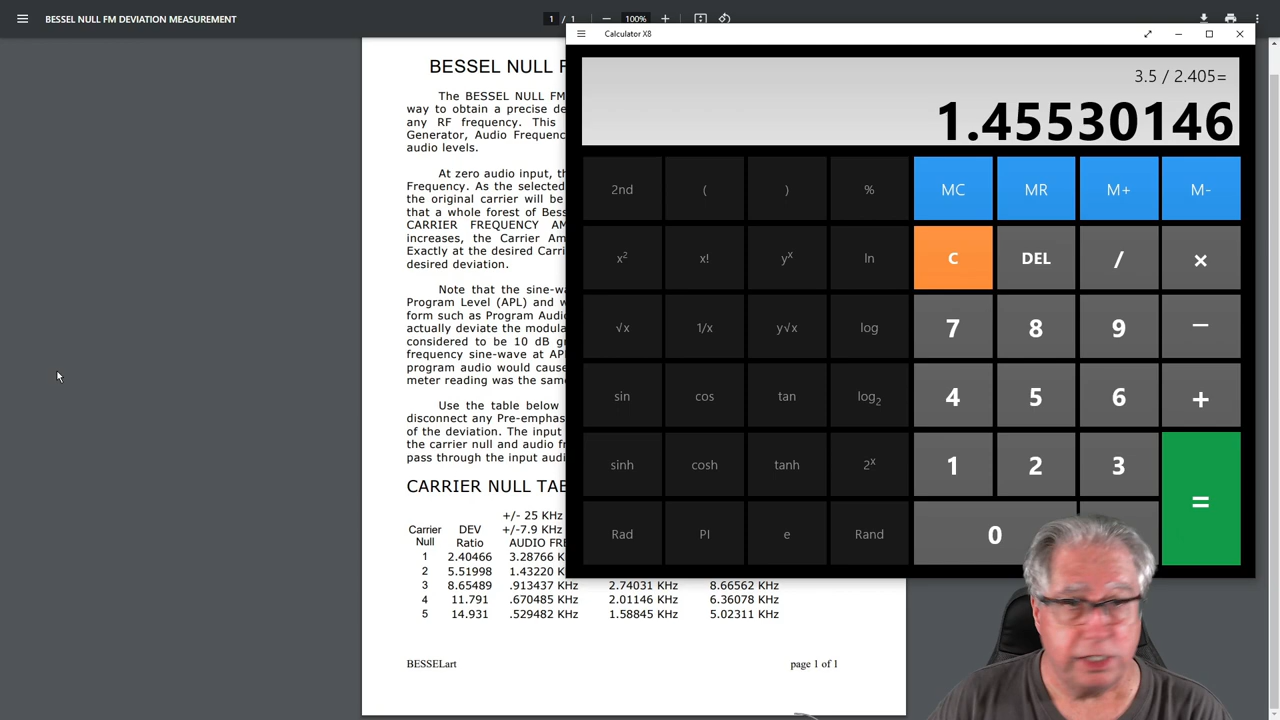 BESSEL NULL FM DEVIATION MEASUREMENT
1 / 1
100%
Calculator X8
3.5 / 2.405=
1.45530146
2nd ( ) % MC MR M+ M-
x² x! yˣ ln C DEL / ×
√x 1/x y√x log 7 8 9 −
sin cos tan log₂ 4 5 6 +
sinh cosh tanh 2ˣ 1 2 3 =
Rad PI e Rand 0
BESSEL NULL F
The BESSEL NULL FM
way to obtain a precise de
any RF frequency. This
Generator, Audio Frequenc
audio levels.
At zero audio input, th
Frequency. As the selected
the original carrier will be
that a whole forest of Bess
CARRIER FREQUENCY AM
increases, the Carrier Am
Exactly at the desired Carri
desired deviation.
Note that the sine-wa
Program Level (APL) and w
form such as Program Audio
actually deviate the modula
considered to be 10 dB gr
frequency sine-wave at APL
program audio would cause
meter reading was the same
Use the table below
disconnect any Pre-emphas
of the deviation. The input
the carrier null and audio fr
pass through the input audi
CARRIER NULL TAB
+/- 25 KHz
Carrier DEV +/-7.9 KHz
Null Ratio AUDIO FRE
1 2.40466 3.28766
2 5.51998 1.43220
3 8.65489 .913437 KHz 2.74031 KHz 8.66562 KHz
4 11.791 .670485 KHz 2.01146 KHz 6.36078 KHz
5 14.931 .529482 KHz 1.58845 KHz 5.02311 KHz
BESSELart page 1 of 1